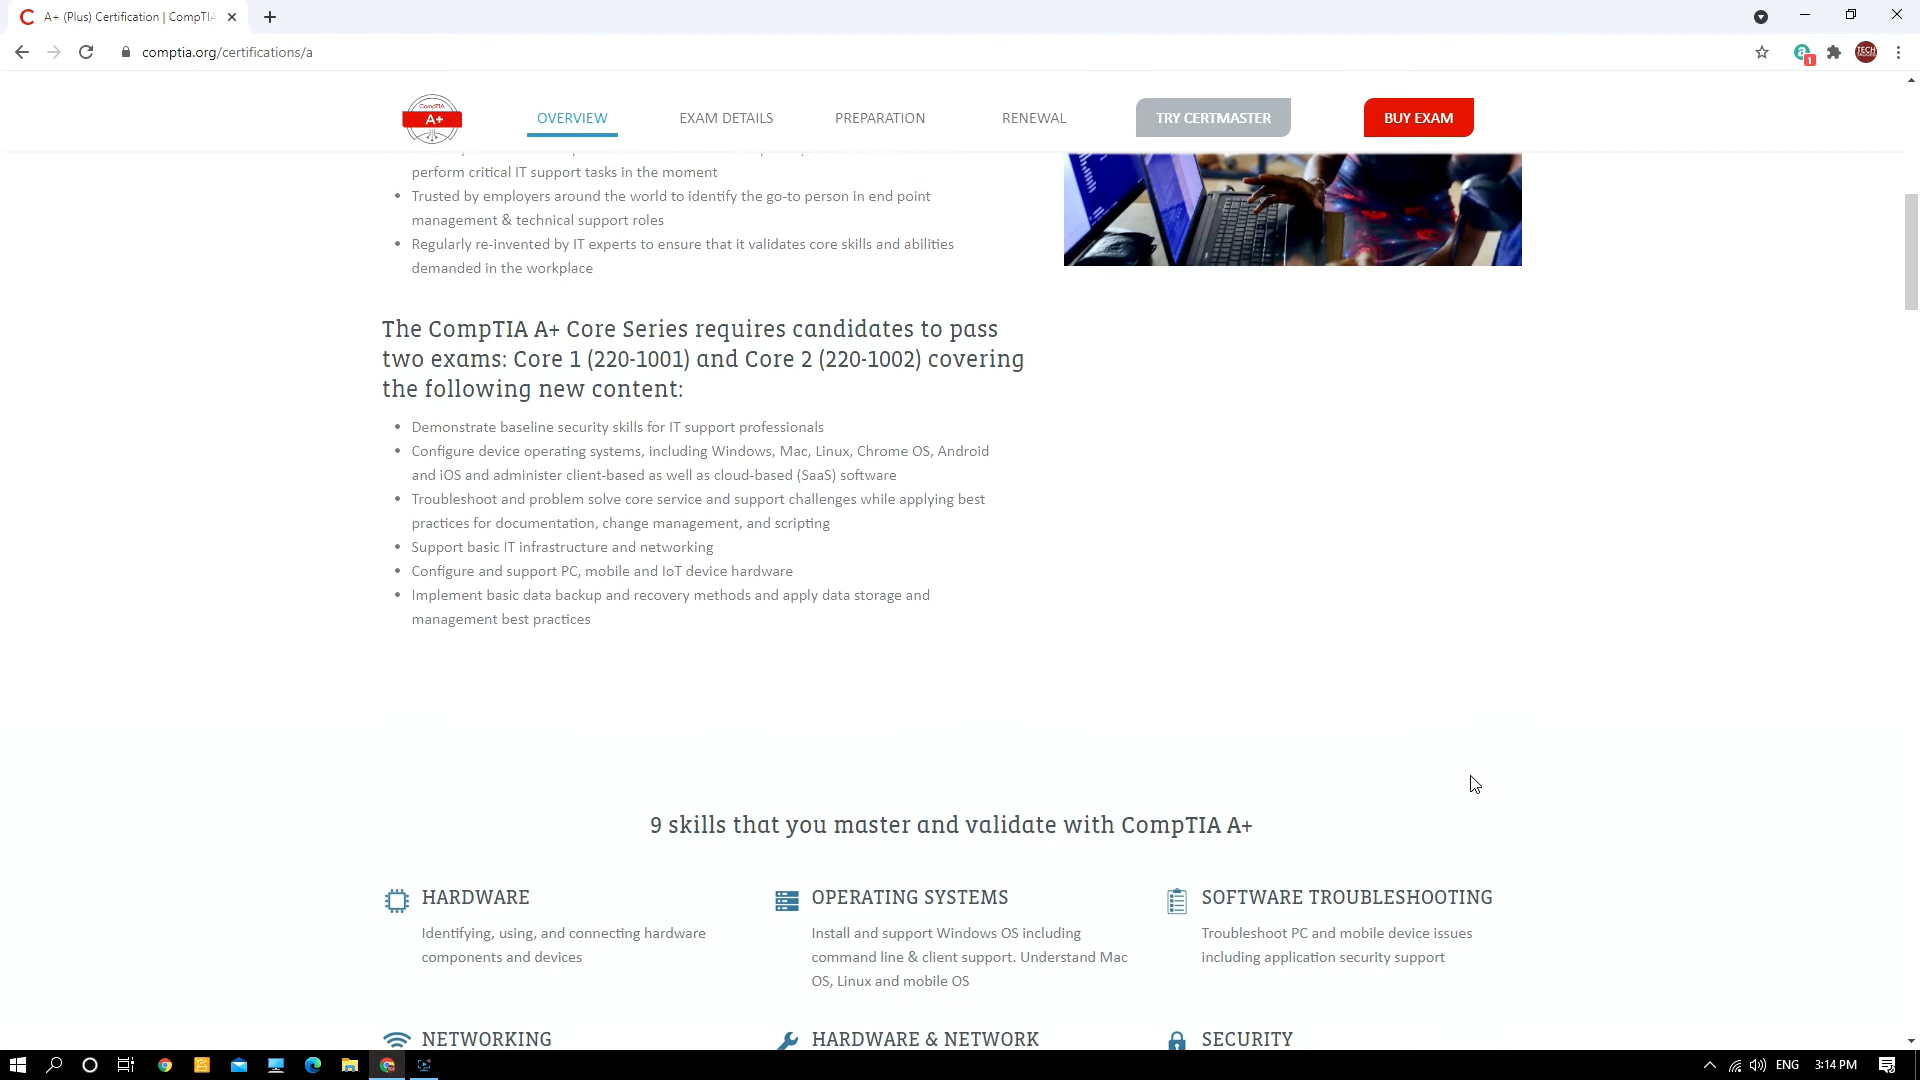 A+ (Plus) Certification | CompTIA
comptia.org/certifications/a
1
TECH
CompTIA
A+
OVERVIEW
EXAM DETAILS
PREPARATION
RENEWAL
TRY CERTMASTER
BUY EXAM
perform critical IT support tasks in the moment
Trusted by employers around the world to identify the go-to person in end point
management & technical support roles
Regularly re-invented by IT experts to ensure that it validates core skills and abilities
demanded in the workplace
The CompTIA A+ Core Series requires candidates to pass
two exams: Core 1 (220-1001) and Core 2 (220-1002) covering
the following new content:
Demonstrate baseline security skills for IT support professionals
Configure device operating systems, including Windows, Mac, Linux, Chrome OS, Android
and iOS and administer client-based as well as cloud-based (SaaS) software
Troubleshoot and problem solve core service and support challenges while applying best
practices for documentation, change management, and scripting
Support basic IT infrastructure and networking
Configure and support PC, mobile and IoT device hardware
Implement basic data backup and recovery methods and apply data storage and
management best practices
9 skills that you master and validate with CompTIA A+
HARDWARE
Identifying, using, and connecting hardware
components and devices
OPERATING SYSTEMS
Install and support Windows OS including
command line & client support. Understand Mac
OS, Linux and mobile OS
SOFTWARE TROUBLESHOOTING
Troubleshoot PC and mobile device issues
including application security support
NETWORKING
HARDWARE & NETWORK
SECURITY
ENG
3:14 PM